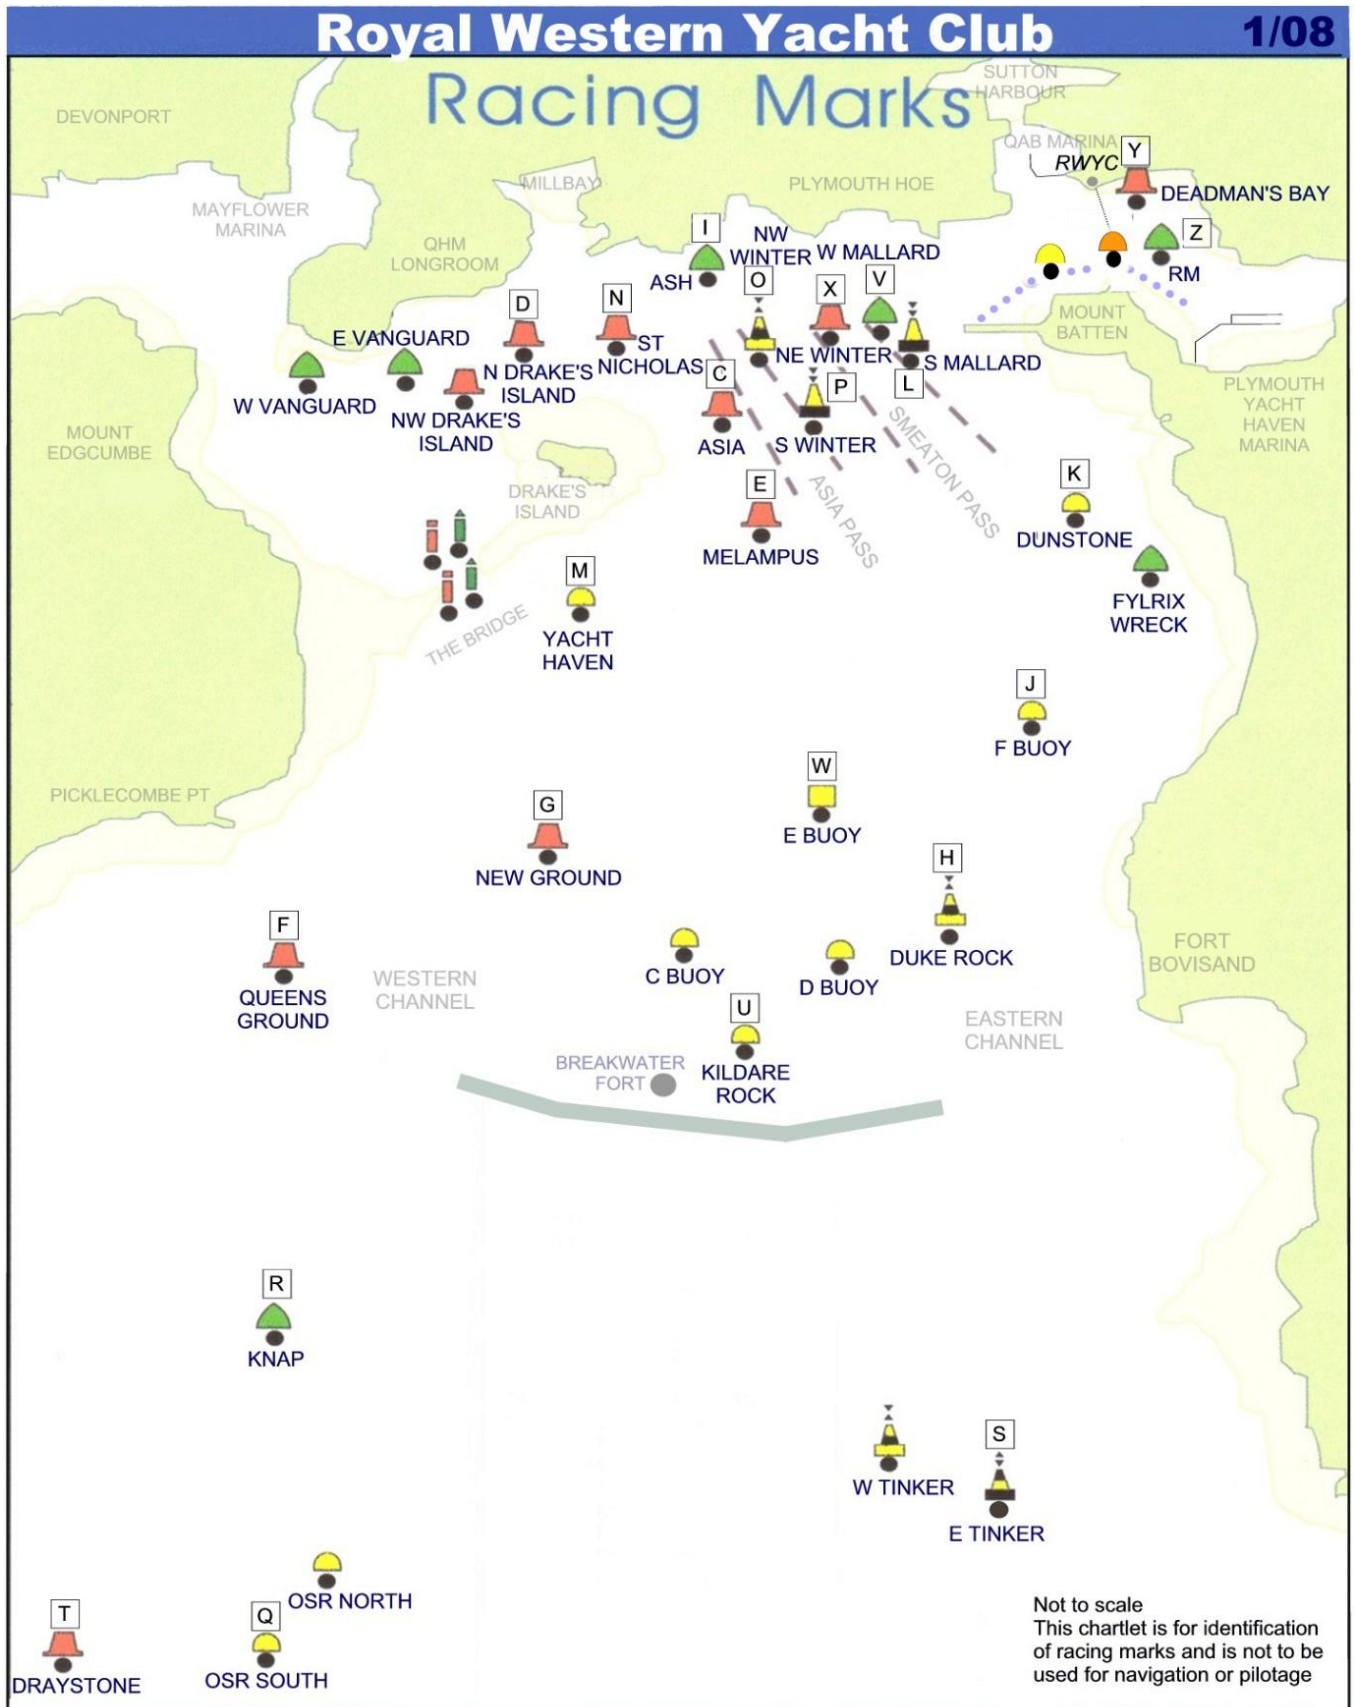 Royal Western Yacht Club
1/08
Racing Marks
SUTTON
HARBOUR
DEVONPORT
QAB MARINA
RWYC
Y
DEADMAN'S BAY
MILLBAY
PLYMOUTH HOE
MAYFLOWER
MARINA
QHM
LONGROOM
I
ASH
NW
WINTER
O
W MALLARD
V
X
Z
RM
D
N
E VANGUARD
ST
NICHOLAS
N DRAKE'S
ISLAND
NE WINTER
S MALLARD
L
MOUNT
BATTEN
C
P
W VANGUARD
NW DRAKE'S
ISLAND
ASIA
S WINTER
SMEATON PASS
PLYMOUTH
YACHT
HAVEN
MARINA
MOUNT
EDGCUMBE
DRAKE'S
ISLAND
E
MELAMPUS
ASIA PASS
K
DUNSTONE
FYLRIX
WRECK
M
YACHT
HAVEN
THE BRIDGE
J
F BUOY
W
E BUOY
PICKLECOMBE PT
G
NEW GROUND
H
DUKE ROCK
F
QUEENS
GROUND
WESTERN
CHANNEL
C BUOY
D BUOY
FORT
BOVISAND
U
KILDARE
ROCK
EASTERN
CHANNEL
BREAKWATER
FORT
R
KNAP
W TINKER
S
E TINKER
OSR NORTH
T
DRAYSTONE
Q
OSR SOUTH
Not to scale
This chartlet is for identification
of racing marks and is not to be
used for navigation or pilotage